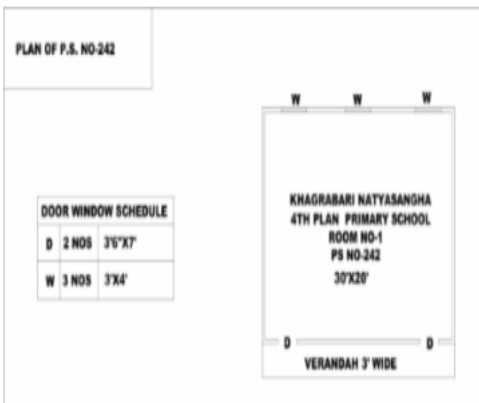 PLAN OF P.S. NO-242
W W W
DOOR WINDOW SCHEDULE
D 2 NOS 3'6"X7'
W 3 NOS 3'X4'
KHAGRABARI NATYASANGHA
4TH PLAN PRIMARY SCHOOL
ROOM NO-1
PS NO-242
30'X20'
D D
VERANDAH 3' WIDE